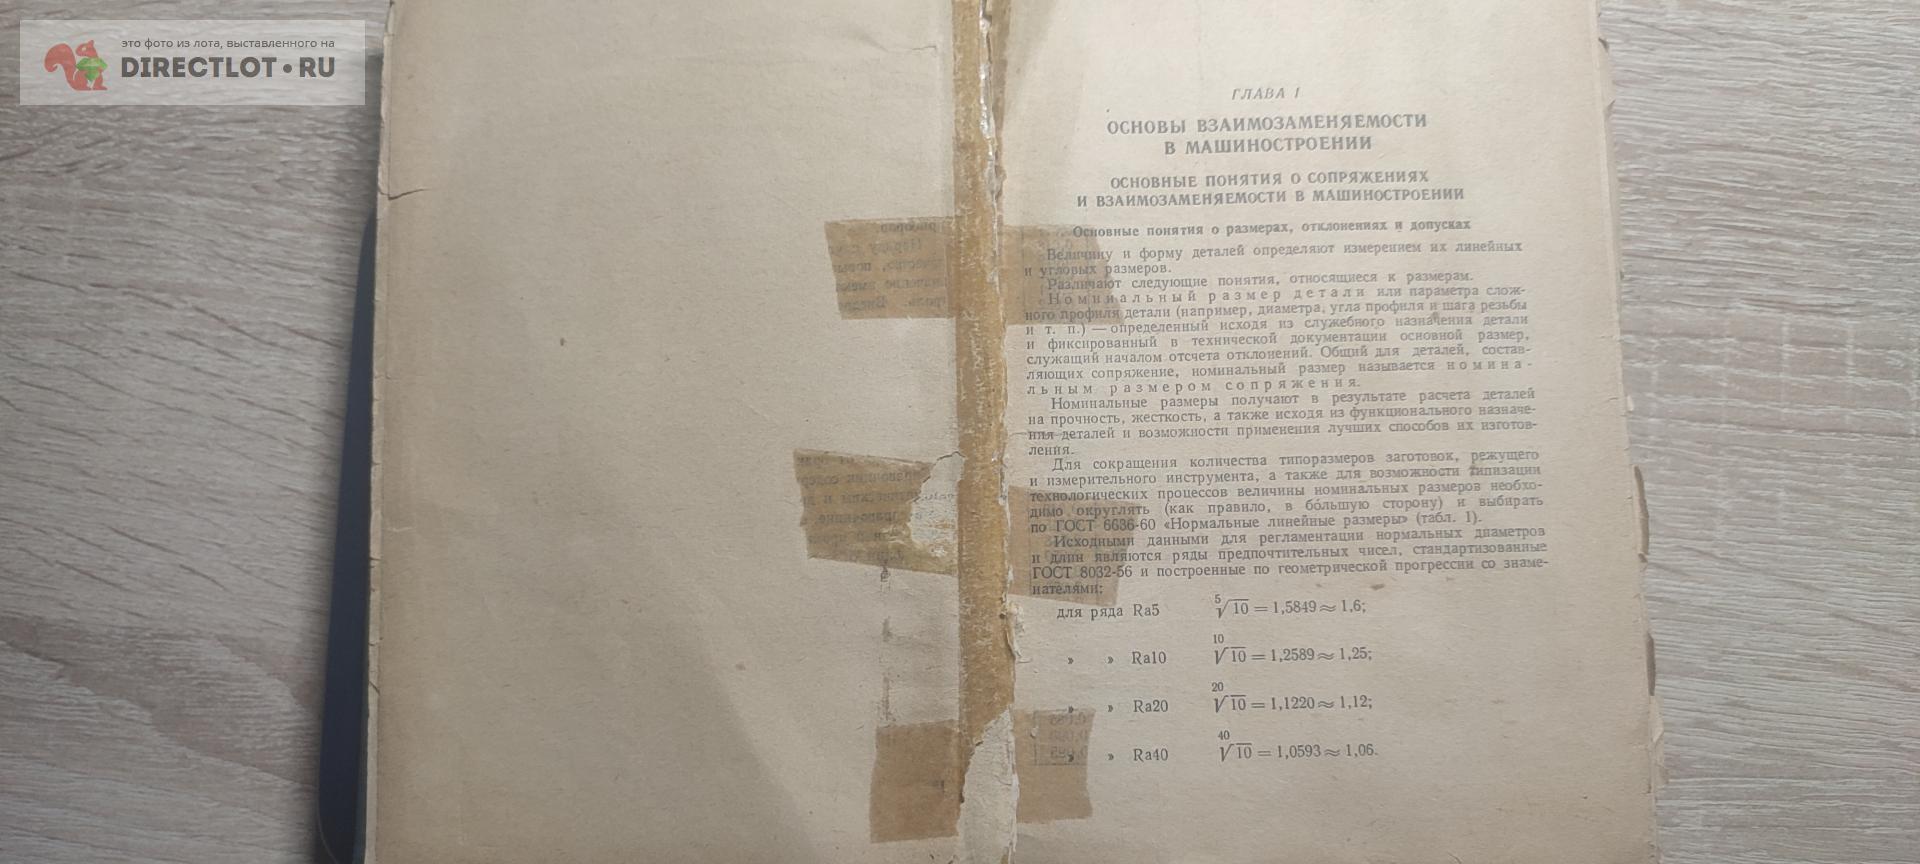 это фото из лота, выставленного на
DIRECTLOT•RU
ГЛАВА I
ОСНОВЫ ВЗАИМОЗАМЕНЯЕМОСТИ
В МАШИНОСТРОЕНИИ
ОСНОВНЫЕ ПОНЯТИЯ О СОПРЯЖЕНИЯХ
И ВЗАИМОЗАМЕНЯЕМОСТИ В МАШИНОСТРОЕНИИ
Основные понятия о размерах, отклонениях и допусках
Величину и форму деталей определяют измерением их линейных
и угловых размеров.
Различают следующие понятия, относящиеся к размерам.
Номинальный размер детали или параметра слож-
ного профиля детали (например, диаметра, угла профиля и шага резьбы
и т. п.) — определенный исходя из служебного назначения детали
и фиксированный в технической документации основной размер,
служащий началом отсчета отклонений. Общий для деталей, состав-
ляющих сопряжение, номинальный размер называется номина-
льным размером сопряжения.
Номинальные размеры получают в результате расчета деталей
на прочность, жесткость, а также исходя из функционального назначе-
ния деталей и возможности применения лучших способов их изготов-
ления.
Для сокращения количества типоразмеров заготовок, режущего
и измерительного инструмента, а также для возможности типизации
технологических процессов величины номинальных размеров необхо-
димо округлять (как правило, в бо́льшую сторону) и выбирать
по ГОСТ 6636-60 «Нормальные линейные размеры» (табл. 1).
Исходными данными для регламентации нормальных диаметров
и длин являются ряды предпочтительных чисел, стандартизованные
ГОСТ 8032-56 и построенные по геометрической прогрессии со знаме-
нателями:
для ряда Ra5 ⁵√10 = 1,5849 ≈ 1,6;
» » Ra10 ¹⁰√10 = 1,2589 ≈ 1,25;
» » Ra20 ²⁰√10 = 1,1220 ≈ 1,12;
» » Ra40 ⁴⁰√10 = 1,0593 ≈ 1,06.